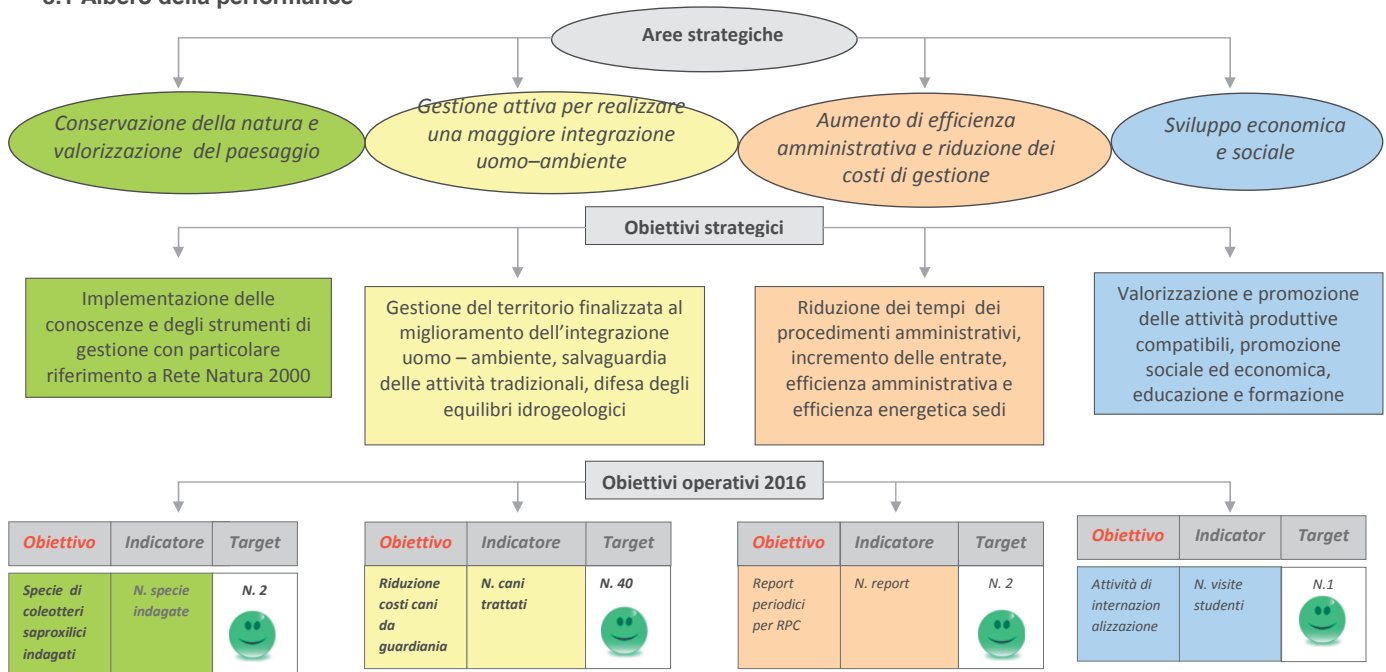 3.1 Albero della performance
Aree strategiche
Conservazione della natura e
valorizzazione del paesaggio
Gestione attiva per realizzare
una maggiore integrazione
uomo–ambiente
Aumento di efficienza
amministrativa e riduzione dei
costi di gestione
Sviluppo economica
e sociale
Obiettivi strategici
Implementazione delle
conoscenze e degli strumenti di
gestione con particolare
riferimento a Rete Natura 2000
Gestione del territorio finalizzata al
miglioramento dell’integrazione
uomo – ambiente, salvaguardia
delle attività tradizionali, difesa degli
equilibri idrogeologici
Riduzione dei tempi dei
procedimenti amministrativi,
incremento delle entrate,
efficienza amministrativa e
efficienza energetica sedi
Valorizzazione e promozione
delle attività produttive
compatibili, promozione
sociale ed economica,
educazione e formazione
Obiettivi operativi 2016
Obiettivo Indicatore Target
Specie di
coleotteri
saproxilici
indagati
N. specie
indagate
N. 2
Obiettivo Indicatore Target
Riduzione
costi cani
da
guardiania
N. cani
trattati
N. 40
Obiettivo Indicatore Target
Report
periodici
per RPC
N. report
N. 2
Obiettivo Indicator Target
Attività di
internazion
alizzazione
N. visite
studenti
N.1